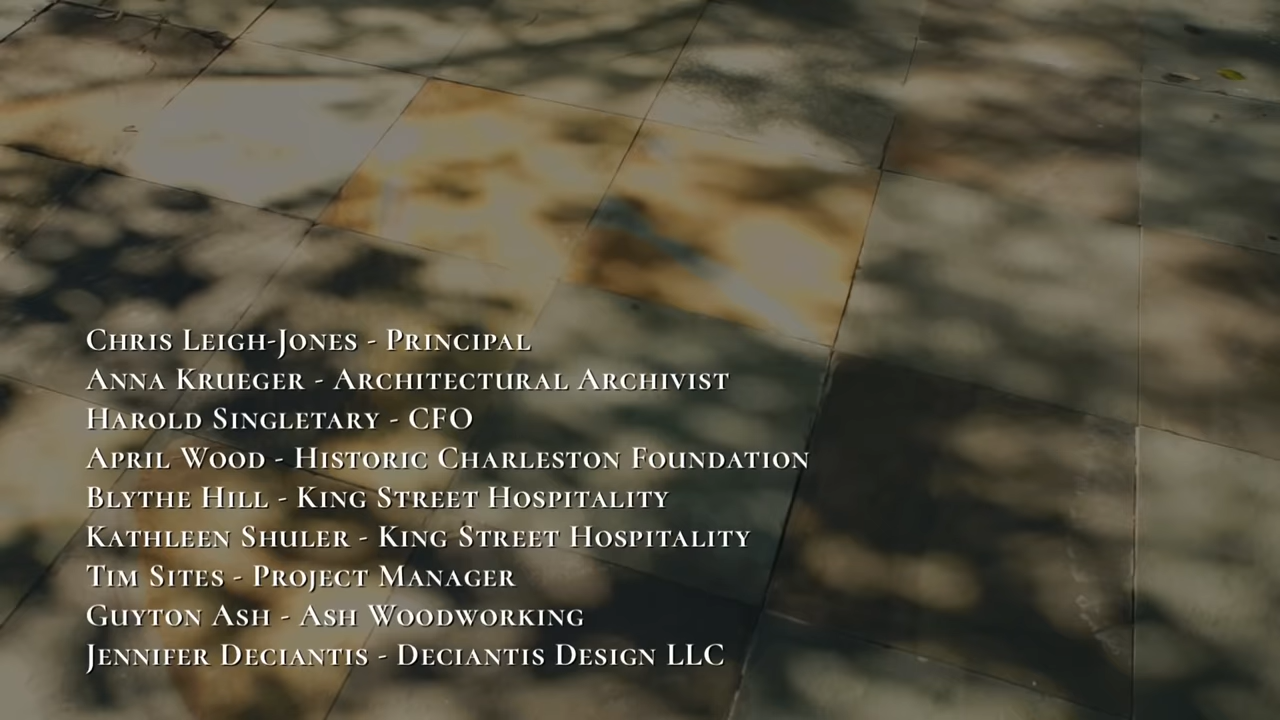 Chris Leigh-Jones - Principal
Anna Krueger - Architectural Archivist
Harold Singletary - CFO
April Wood - Historic Charleston Foundation
Blythe Hill - King Street Hospitality
Kathleen Shuler - King Street Hospitality
Tim Sites - Project Manager
Guyton Ash - Ash Woodworking
Jennifer Deciantis - Deciantis Design LLC